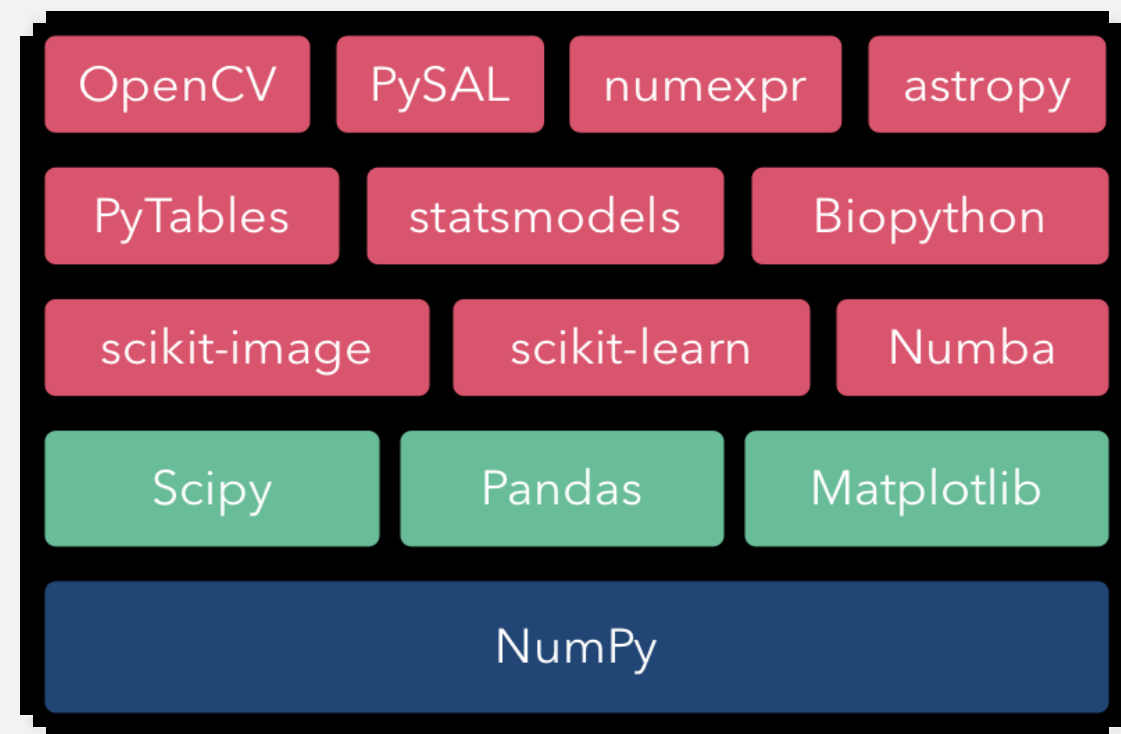 OpenCV PySAL numexpr astropy
PyTables statsmodels Biopython
scikit-image scikit-learn Numba
Scipy Pandas Matplotlib
NumPy